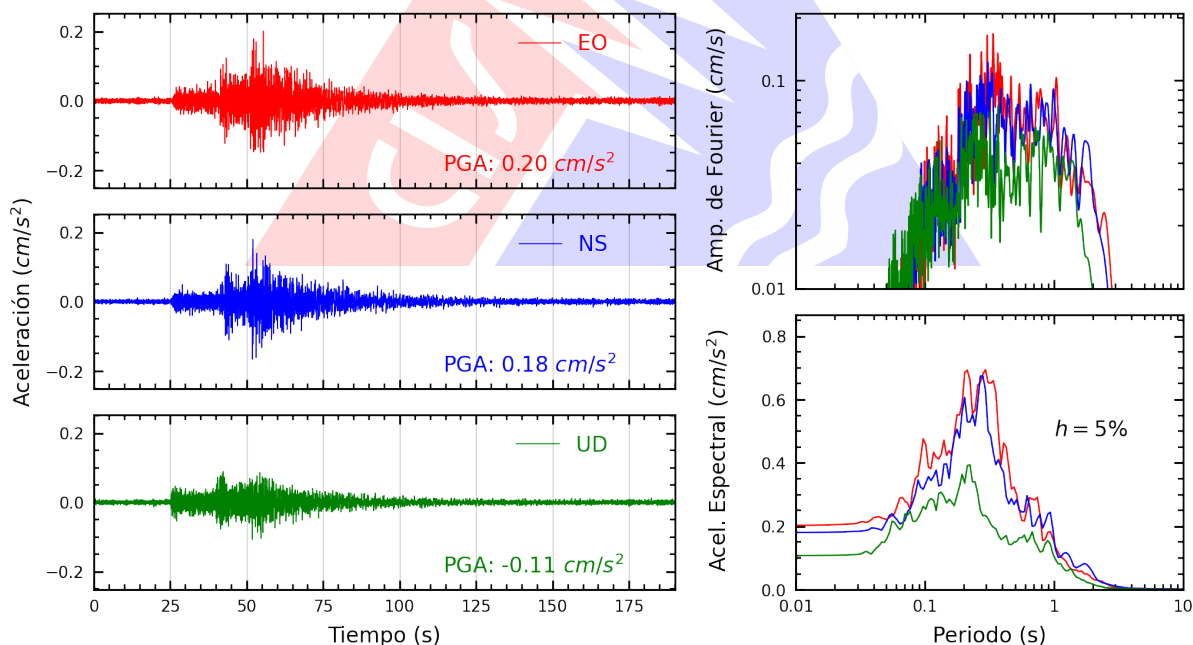 Aceleración (cm/s²)
0.2
0.0
−0.2
EO
PGA: 0.20 cm/s²
0.2
0.0
−0.2
NS
PGA: 0.18 cm/s²
0.2
0.0
−0.2
UD
PGA: -0.11 cm/s²
0 25 50 75 100 125 150 175
Tiempo (s)
Amp. de Fourier (cm/s)
0.1
0.01
Acel. Espectral (cm/s²)
0.8
0.6
0.4
0.2
0.0
h = 5%
0.01 0.1 1 10
Periodo (s)
CIS